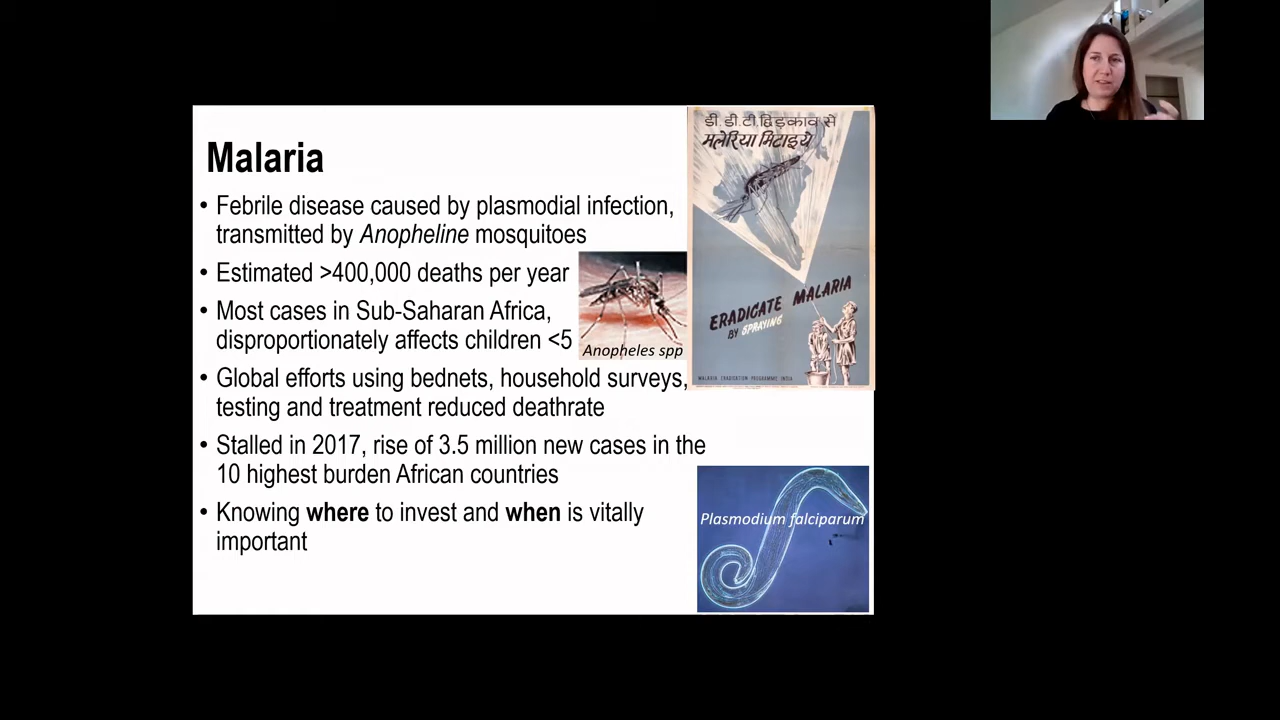 Malaria
• Febrile disease caused by plasmodial infection,
transmitted by Anopheline mosquitoes
• Estimated >400,000 deaths per year
• Most cases in Sub-Saharan Africa,
disproportionately affects children <5
• Global efforts using bednets, household surveys,
testing and treatment reduced deathrate
• Stalled in 2017, rise of 3.5 million new cases in the
10 highest burden African countries
• Knowing where to invest and when is vitally
important
Anopheles spp
डी. डी. टी. छिड़काव से
मलेरिया मिटाइये
ERADICATE MALARIA
BY SPRAYING
MALARIA ERADICATION PROGRAMME INDIA
Plasmodium falciparum